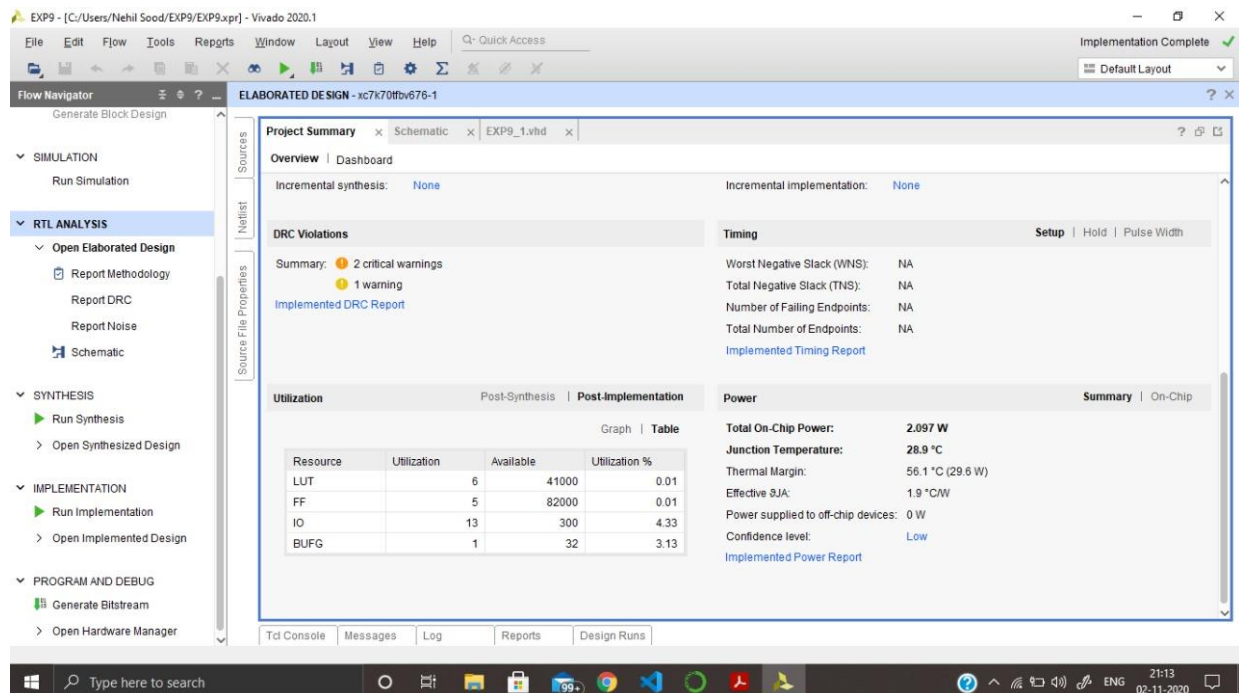 EXP9 - [C:/Users/Nehil Sood/EXP9/EXP9.xpr] - Vivado 2020.1
File Edit Flow Tools Reports Window Layout View Help Q- Quick Access Implementation Complete
Default Layout
Flow Navigator
ELABORATED DESIGN - xc7k70tfbv676-1
Generate Block Design
SIMULATION
Run Simulation
RTL ANALYSIS
Open Elaborated Design
Report Methodology
Report DRC
Report Noise
Schematic
SYNTHESIS
Run Synthesis
Open Synthesized Design
IMPLEMENTATION
Run Implementation
Open Implemented Design
PROGRAM AND DEBUG
Generate Bitstream
Open Hardware Manager
Sources
Netlist
Source File Properties
Project Summary Schematic EXP9_1.vhd
Overview | Dashboard
Incremental synthesis: None
Incremental implementation: None
DRC Violations
Summary: 2 critical warnings
1 warning
Implemented DRC Report
Timing Setup | Hold | Pulse Width
Worst Negative Slack (WNS): NA
Total Negative Slack (TNS): NA
Number of Failing Endpoints: NA
Total Number of Endpoints: NA
Implemented Timing Report
Utilization Post-Synthesis | Post-Implementation
Graph | Table
Resource Utilization Available Utilization %
LUT 6 41000 0.01
FF 5 82000 0.01
IO 13 300 4.33
BUFG 1 32 3.13
Power Summary | On-Chip
Total On-Chip Power: 2.097 W
Junction Temperature: 28.9 °C
Thermal Margin: 56.1 °C (29.6 W)
Effective ϑJA: 1.9 °C/W
Power supplied to off-chip devices: 0 W
Confidence level: Low
Implemented Power Report
Tcl Console Messages Log Reports Design Runs
Type here to search
99+
ENG
21:13
02-11-2020